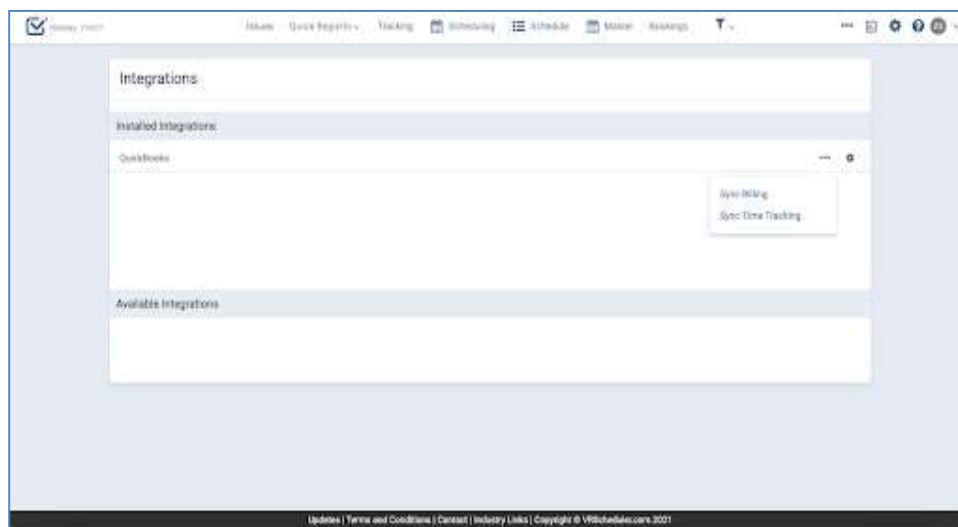 Issues Quick Reports Tracking Scheduling Schedule Master Bookings
Integrations
Installed Integrations
QuickBooks
Sync Billing
Sync Time Tracking
Available Integrations
Updates | Terms and Conditions | Contact | Industry Links | Copyright © VRScheduler.com 2021